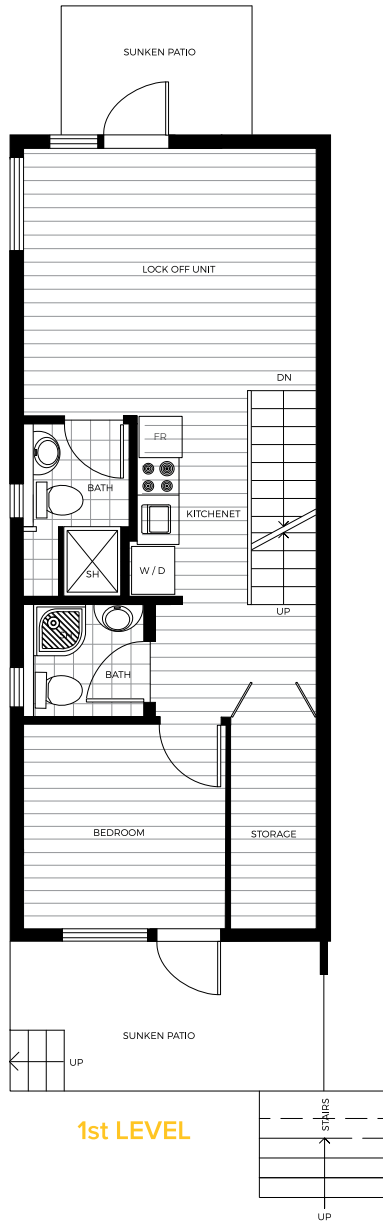 SUNKEN PATIO
LOCK OFF UNIT
DN
FR
BATH
KITCHENET
SH
W / D
UP
BATH
BEDROOM
STORAGE
SUNKEN PATIO
UP
STAIRS
1st LEVEL
UP